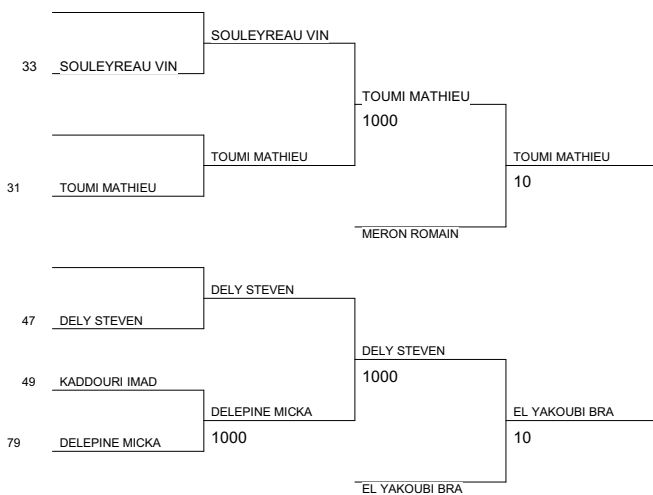 SOULEYREAU VIN
33 SOULEYREAU VIN
TOUMI MATHIEU
1000
TOUMI MATHIEU
TOUMI MATHIEU
10
31 TOUMI MATHIEU
MERON ROMAIN
DELY STEVEN
47 DELY STEVEN
DELY STEVEN
1000
49 KADDOURI IMAD
DELEPINE MICKA
1000
EL YAKOUBI BRA
10
79 DELEPINE MICKA
EL YAKOUBI BRA